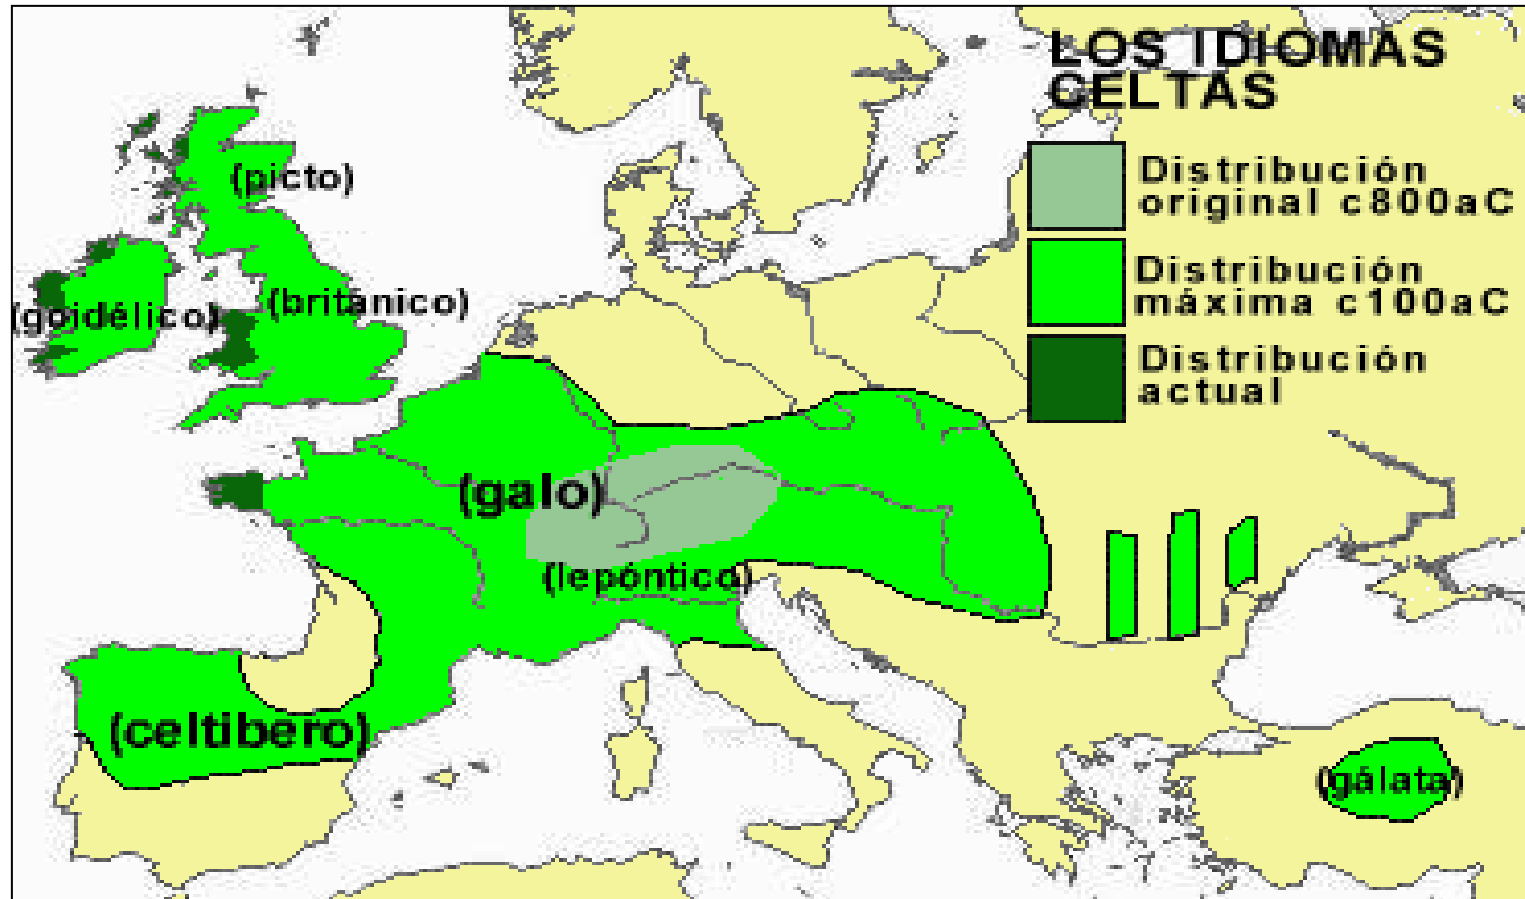 LOS IDIOMAS
CELTAS
Distribución
original c800aC
Distribución
máxima c100aC
Distribución
actual
(picto)
(britanico)
(goidélico)
(galo)
(lepóntico)
(celtibero)
(gálata)